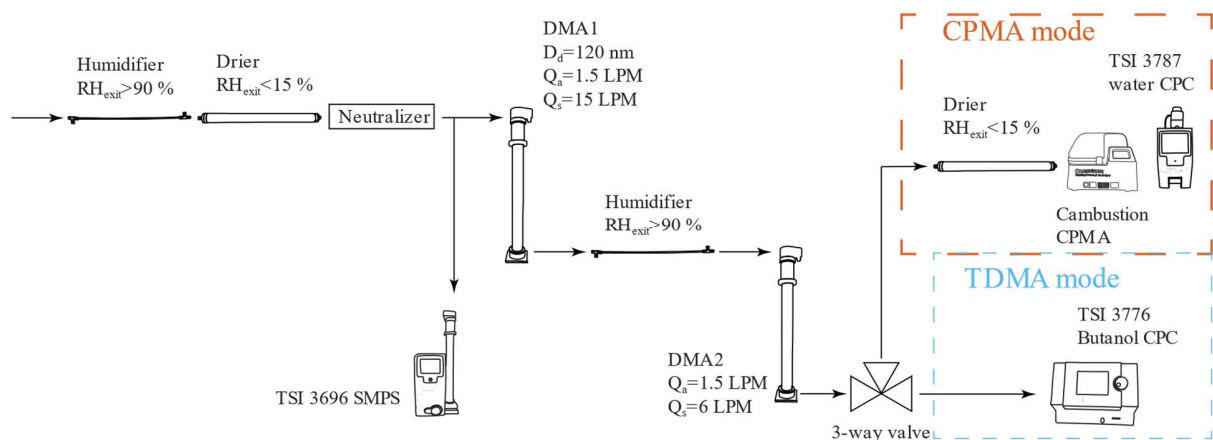 Humidifier
RH_exit>90 %
Drier
RH_exit<15 %
Neutralizer
DMA1
D_d=120 nm
Q_a=1.5 LPM
Q_s=15 LPM
CPMA mode
TSI 3787
water CPC
Drier
RH_exit<15 %
Cambustion
CPMA
Humidifier
RH_exit>90 %
TDMA mode
TSI 3776
Butanol CPC
TSI 3696 SMPS
DMA2
Q_a=1.5 LPM
Q_s=6 LPM
3-way valve